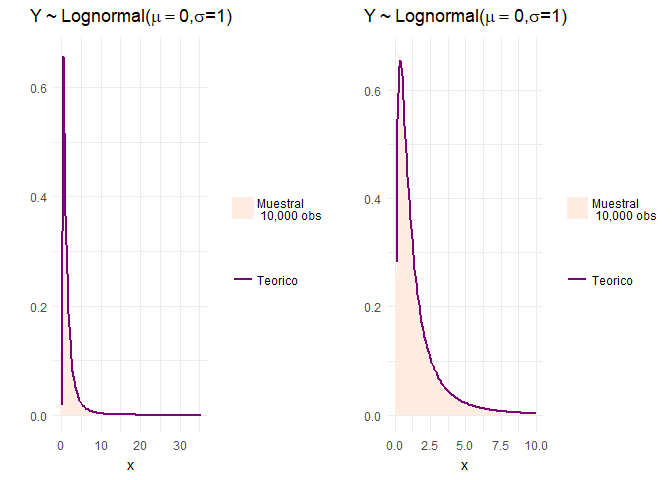 Y ~ Lognormal(μ = 0,σ=1)
0.6
0.4
0.2
0.0
0 10 20 30
x
Muestral
10,000 obs
Teorico
Y ~ Lognormal(μ = 0,σ=1)
0.6
0.4
0.2
0.0
0.0 2.5 5.0 7.5 10.0
x
Muestral
10,000 obs
Teorico